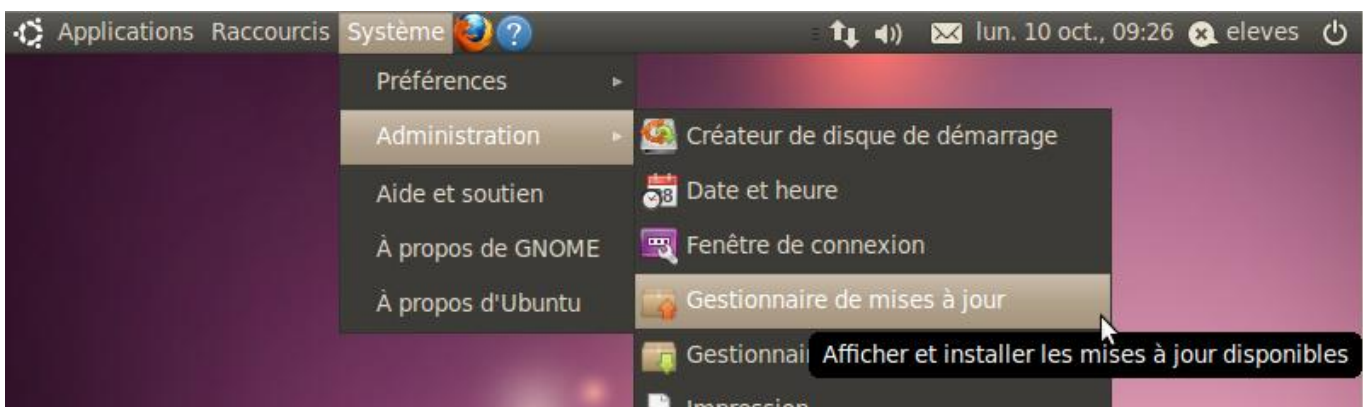 Applications Raccourcis Système ? lun. 10 oct., 09:26 eleves
Préférences
Administration
Aide et soutien
À propos de GNOME
À propos d'Ubuntu
Créateur de disque de démarrage
Date et heure
Fenêtre de connexion
Gestionnaire de mises à jour
Gestionnai
Afficher et installer les mises à jour disponibles
Impression